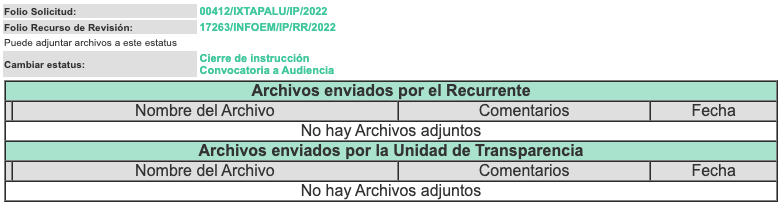 Folio Solicitud: 00412/IXTAPALU/IP/2022
Folio Recurso de Revisión: 17263/INFOEM/IP/RR/2022
Puede adjuntar archivos a este estatus
Cambiar estatus: Cierre de instrucción
Convocatoria a Audiencia
Archivos enviados por el Recurrente
Nombre del Archivo Comentarios Fecha
No hay Archivos adjuntos
Archivos enviados por la Unidad de Transparencia
Nombre del Archivo Comentarios Fecha
No hay Archivos adjuntos